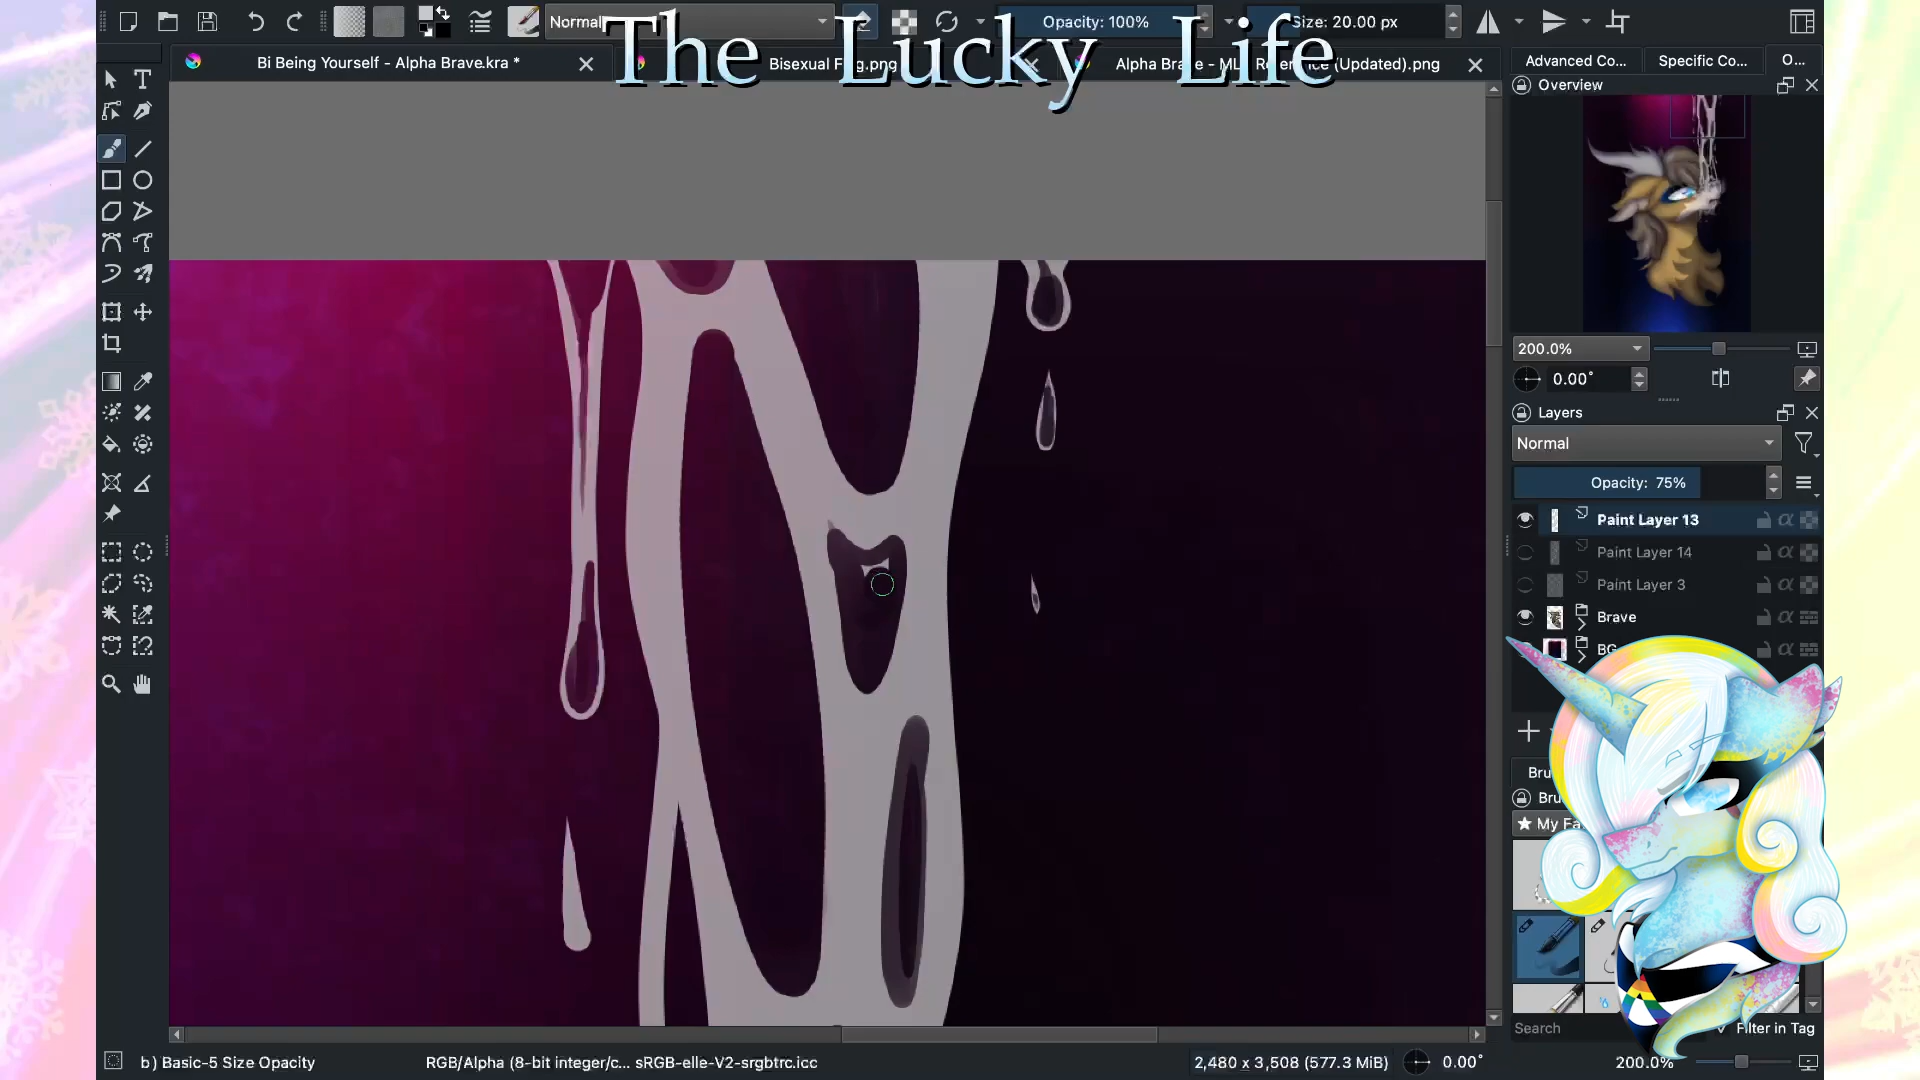 Normal
Opacity: 100%
Size: 20.00 px
The Lucky Life
Bi Being Yourself - Alpha Brave.kra *
Bisexual
.png
Alpha
(Updated).png
Advanced Co...
Specific Co...
O...
Overview
200.0%
0.00°
Layers
Normal
Opacity: 75%
Paint Layer 13
Paint Layer 14
Paint Layer 3
Brave
BG
Bru
Bru
My Fa
Search
Filter in Tag
b) Basic-5 Size Opacity
RGB/Alpha (8-bit integer/c... sRGB-elle-V2-srgbtrc.icc
2,480 x 3,508 (577.3 MiB)
0.00°
200.0%